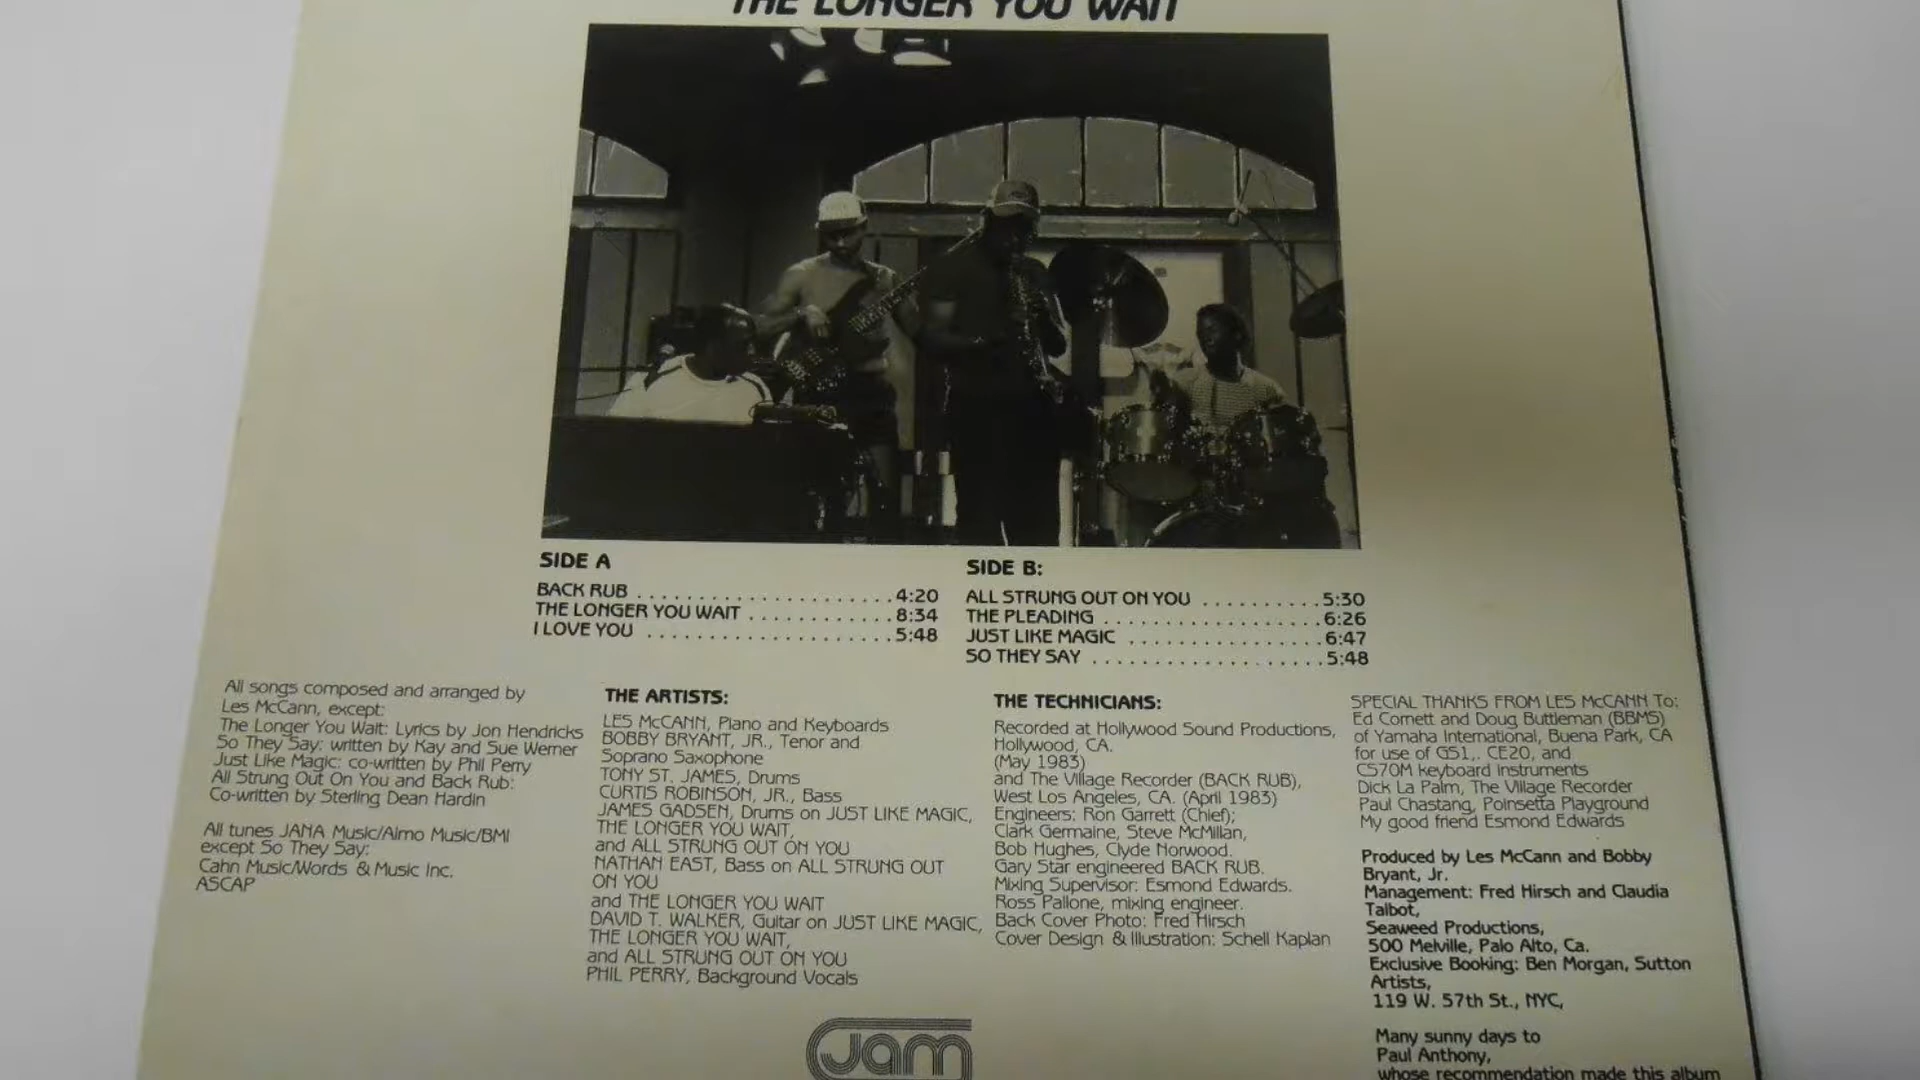 THE LONGER YOU WAIT
SIDE A
BACK RUB ..................... 4:20
THE LONGER YOU WAIT ............ 8:34
I LOVE YOU .................... 5:48
SIDE B:
ALL STRUNG OUT ON YOU .......... 5:30
THE PLEADING .................. 6:26
JUST LIKE MAGIC ................ 6:47
SO THEY SAY .................... 5:48
All songs composed and arranged by
Les McCann, except:
The Longer You Wait: Lyrics by Jon Hendricks
So They Say: written by Kay and Sue Werner
Just Like Magic: co-written by Phil Perry
All Strung Out On You and Back Rub:
Co-written by Sterling Dean Hardin
All tunes JANA Music/Almo Music/BMI
except So They Say:
Cahn Music/Words & Music Inc.
ASCAP
THE ARTISTS:
LES McCANN, Piano and Keyboards
BOBBY BRYANT, JR., Tenor and
Soprano Saxophone
TONY ST. JAMES, Drums
CURTIS ROBINSON, JR., Bass
JAMES GADSEN, Drums on JUST LIKE MAGIC,
THE LONGER YOU WAIT,
and ALL STRUNG OUT ON YOU
NATHAN EAST, Bass on ALL STRUNG OUT
ON YOU
and THE LONGER YOU WAIT
DAVID T. WALKER, Guitar on JUST LIKE MAGIC,
THE LONGER YOU WAIT,
and ALL STRUNG OUT ON YOU
PHIL PERRY, Background Vocals
THE TECHNICIANS:
Recorded at Hollywood Sound Productions,
Hollywood, CA.
(May 1983)
and The Village Recorder (BACK RUB),
West Los Angeles, CA. (April 1983)
Engineers: Ron Garrett (Chief);
Clark Germaine, Steve McMillan,
Bob Hughes, Clyde Norwood.
Gary Star engineered BACK RUB.
Mixing Supervisor: Esmond Edwards.
Ross Pallone, mixing engineer.
Back Cover Photo: Fred Hirsch
Cover Design & Illustration: Schell Kaplan
SPECIAL THANKS FROM LES McCANN To:
Ed Cornett and Doug Buttleman (BBMS)
of Yamaha International, Buena Park, CA
for use of GS1,. CE20, and
CS70M keyboard instruments
Dick La Palm, The Village Recorder
Paul Chastang, Poinsetta Playground
My good friend Esmond Edwards
Produced by Les McCann and Bobby
Bryant, Jr.
Management: Fred Hirsch and Claudia
Talbot,
Seaweed Productions,
500 Melville, Palo Alto, Ca.
Exclusive Booking: Ben Morgan, Sutton
Artists,
119 W. 57th St., NYC,
Many sunny days to
Paul Anthony,
whose recommendation made this album
Jam